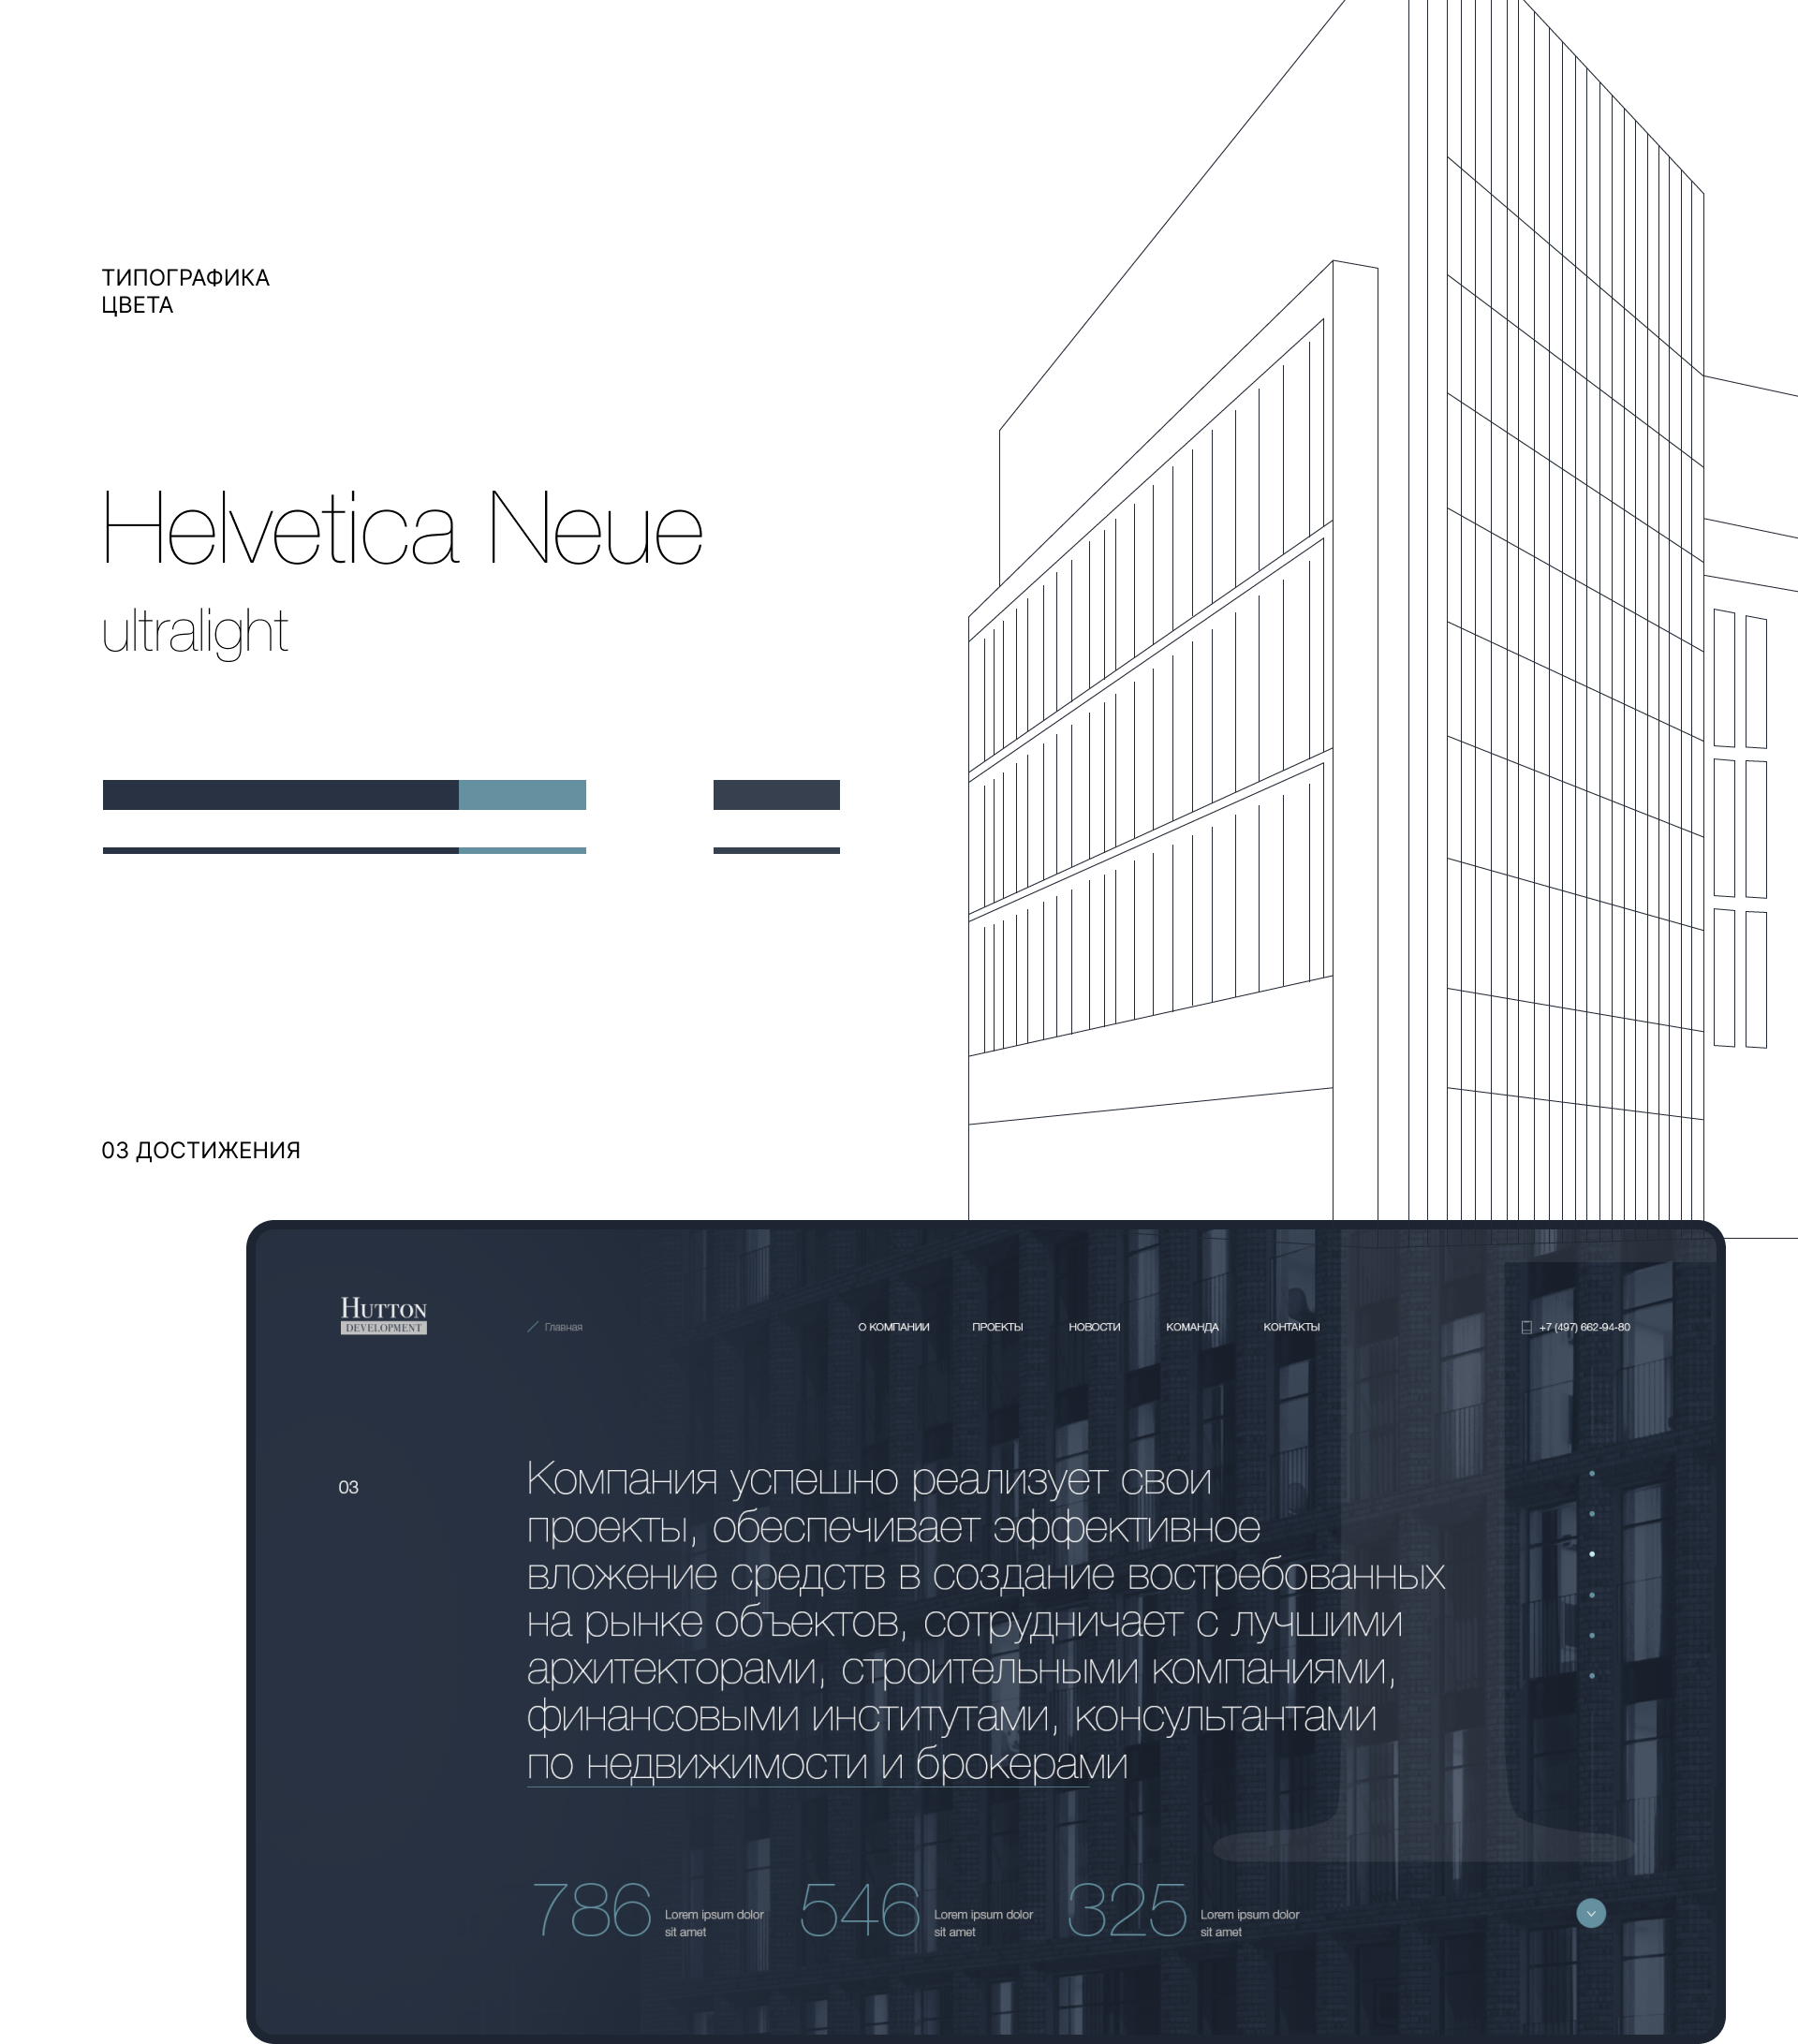 ТИПОГРАФИКА
ЦВЕТА
Helvetica Neue
ultralight
03 ДОСТИЖЕНИЯ
HUTTON
DEVELOPMENT
Главная
О КОМПАНИИ
ПРОЕКТЫ
НОВОСТИ
КОМАНДА
КОНТАКТЫ
+7 (497) 662-94-80
03
Компания успешно реализует свои
проекты, обеспечивает эффективное
вложение средств в создание востребованных
на рынке объектов, сотрудничает с лучшими
архитекторами, строительными компаниями,
финансовыми институтами, консультантами
по недвижимости и брокерами
786
Lorem ipsum dolor
sit amet
546
Lorem ipsum dolor
sit amet
325
Lorem ipsum dolor
sit amet